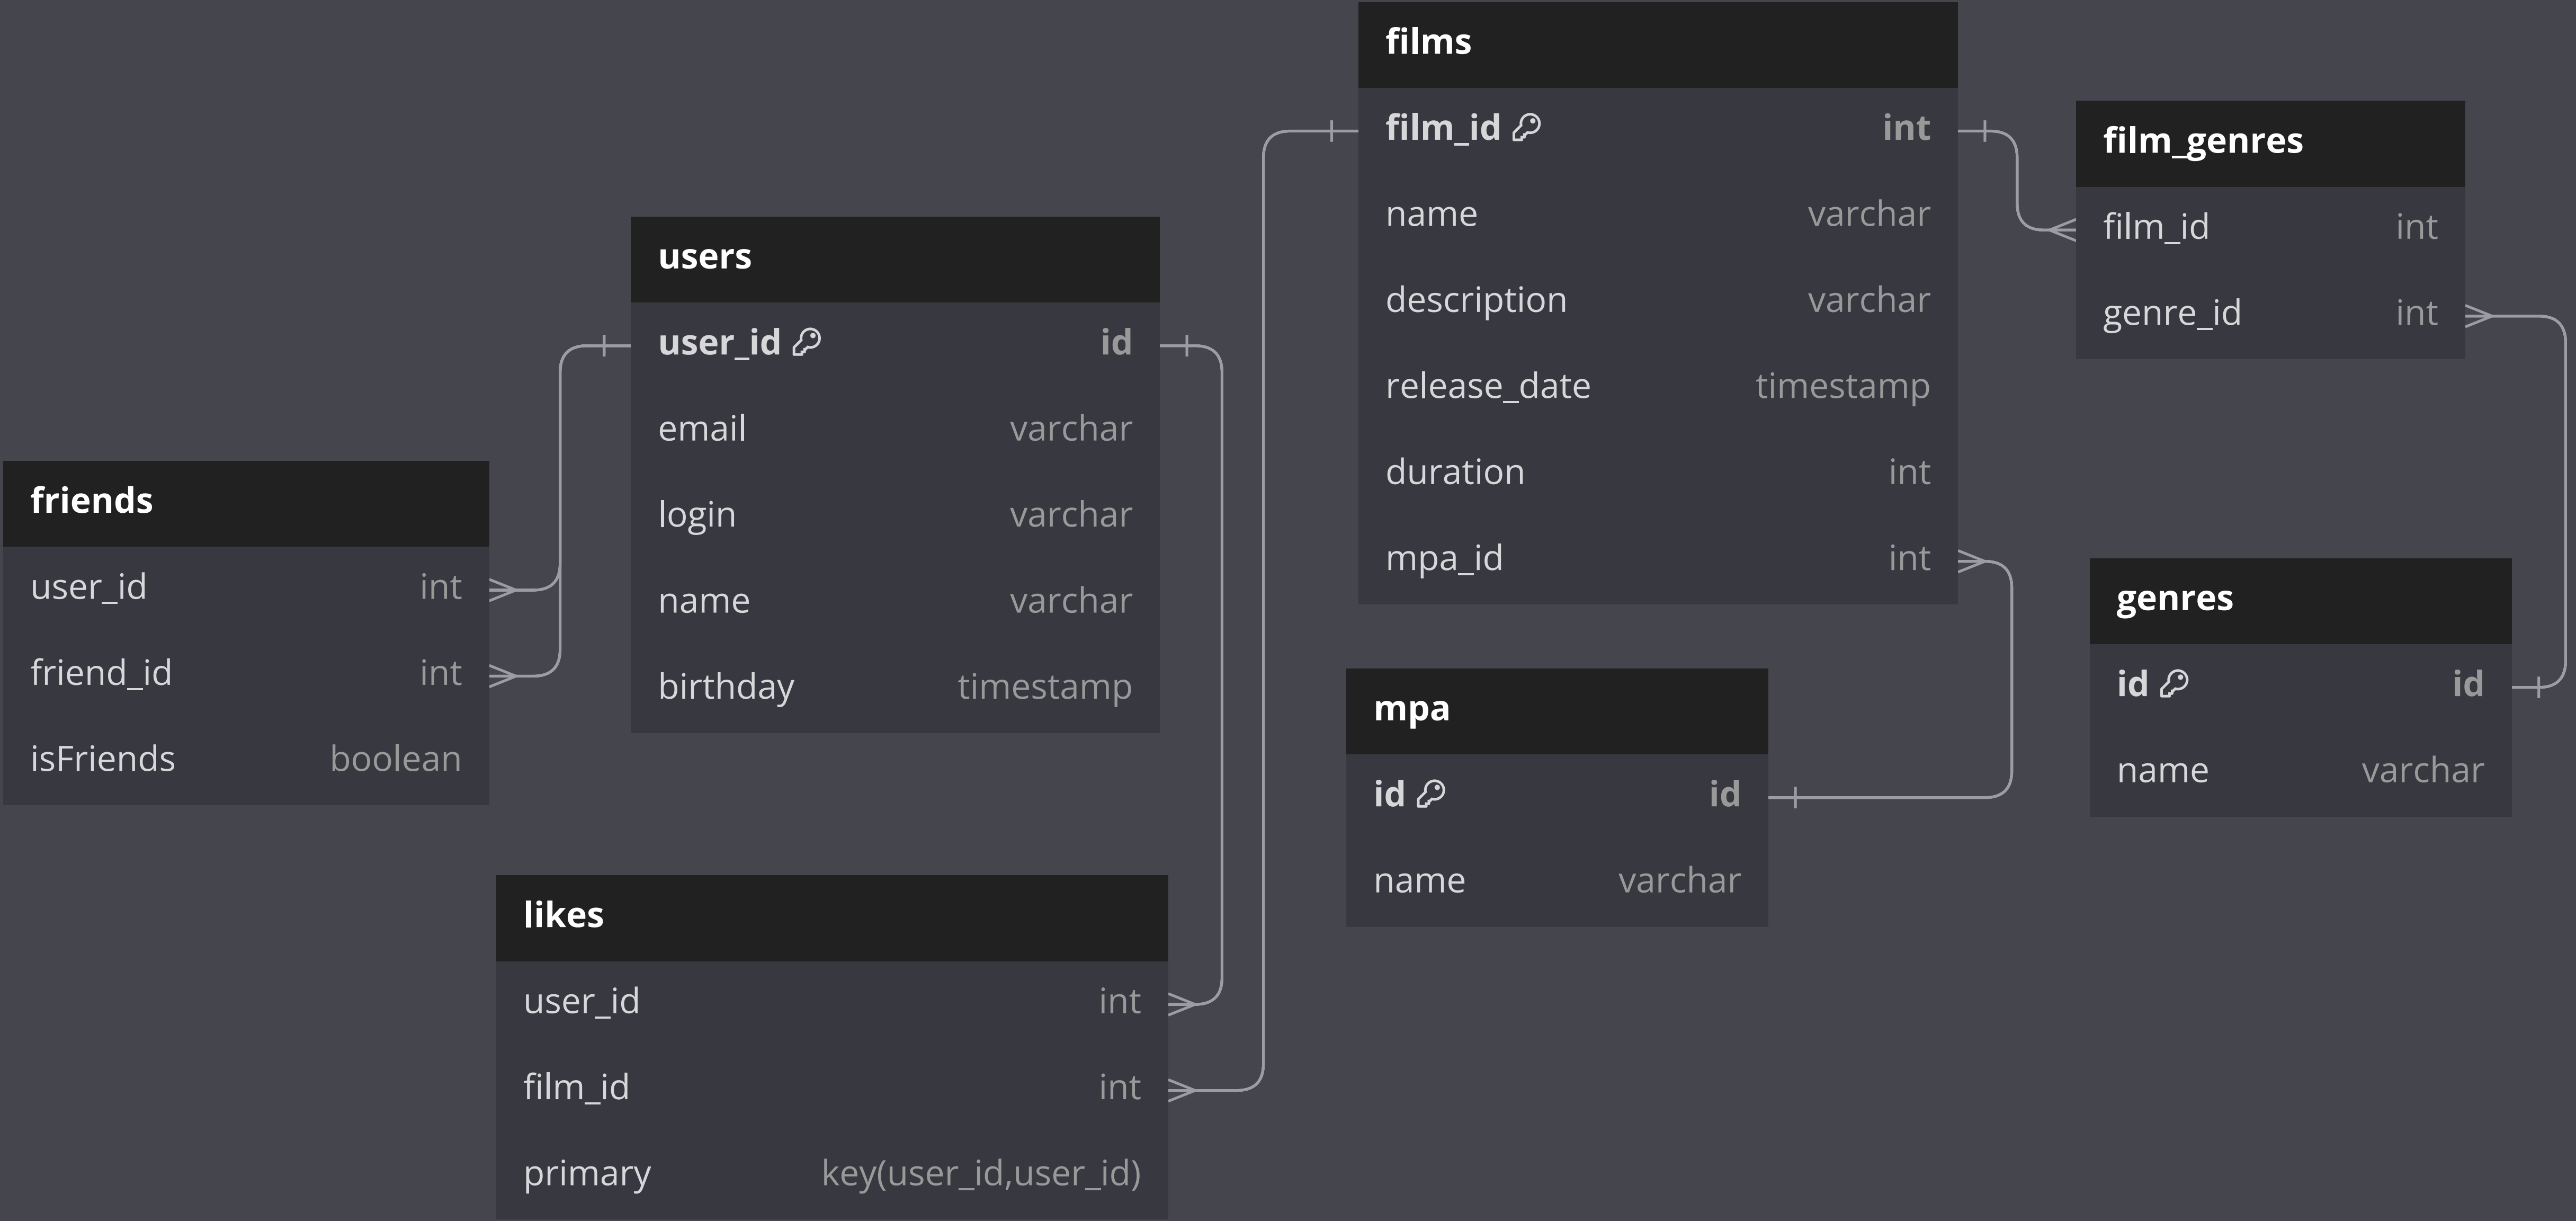 films
film_id int
name varchar
description varchar
release_date timestamp
duration int
mpa_id int
film_genres
film_id int
genre_id int
users
user_id id
email varchar
login varchar
name varchar
birthday timestamp
friends
user_id int
friend_id int
isFriends boolean
genres
id id
name varchar
mpa
id id
name varchar
likes
user_id int
film_id int
primary key(user_id,user_id)